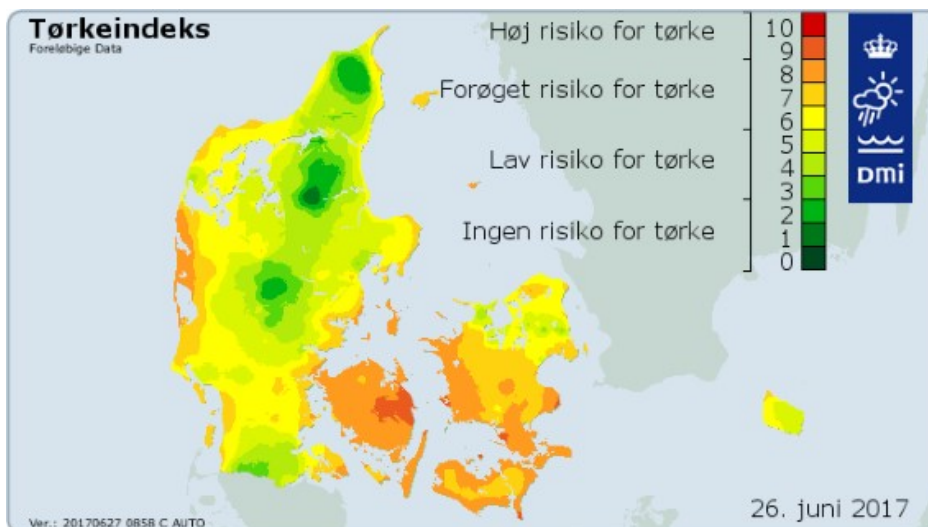 Tørkeindeks
Foreløbige Data
Høj risiko for tørke
Forøget risiko for tørke
Lav risiko for tørke
Ingen risiko for tørke
10
9
8
7
6
5
4
3
2
1
0
DMI
26. juni 2017
Ver.: 20170627 0858 C AUTO